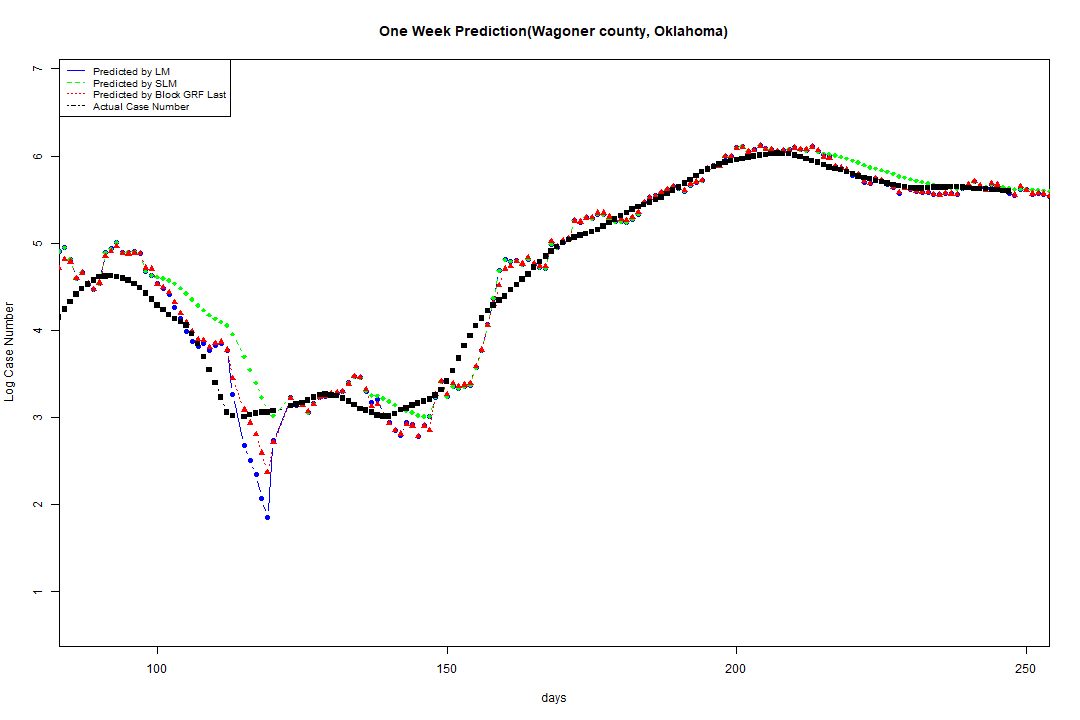 One Week Prediction(Wagoner county, Oklahoma)
Predicted by LM
Predicted by SLM
Predicted by Block GRF Last
Actual Case Number
7
6
5
4
3
2
1
Log Case Number
100 150 200 250
days